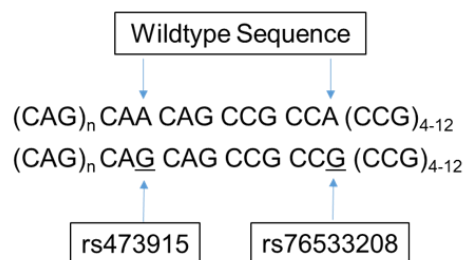 Wildtype Sequence
(CAG)n CAA CAG CCG CCA (CCG)4-12
(CAG)n CAG CAG CCG CCG (CCG)4-12
rs473915 rs76533208